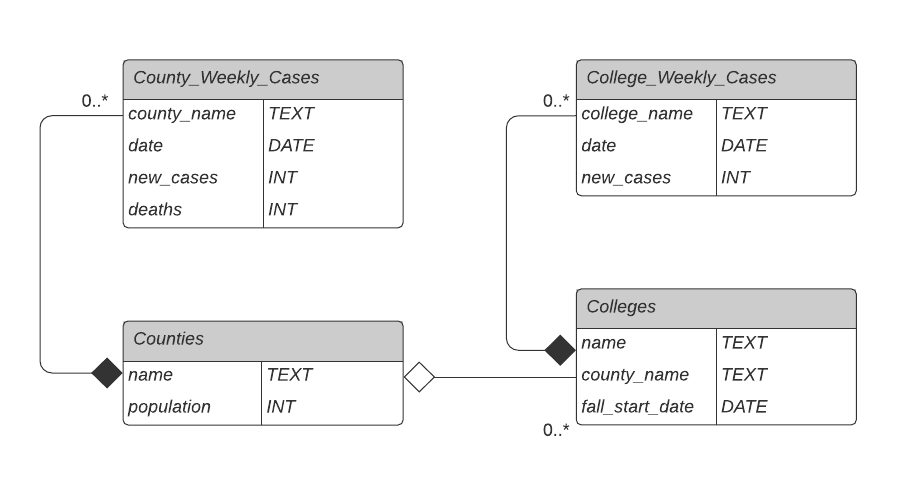 County_Weekly_Cases
0..*
county_name TEXT
date DATE
new_cases INT
deaths INT
College_Weekly_Cases
0..*
college_name TEXT
date DATE
new_cases INT
Counties
name TEXT
population INT
Colleges
name TEXT
county_name TEXT
fall_start_date DATE
0..*